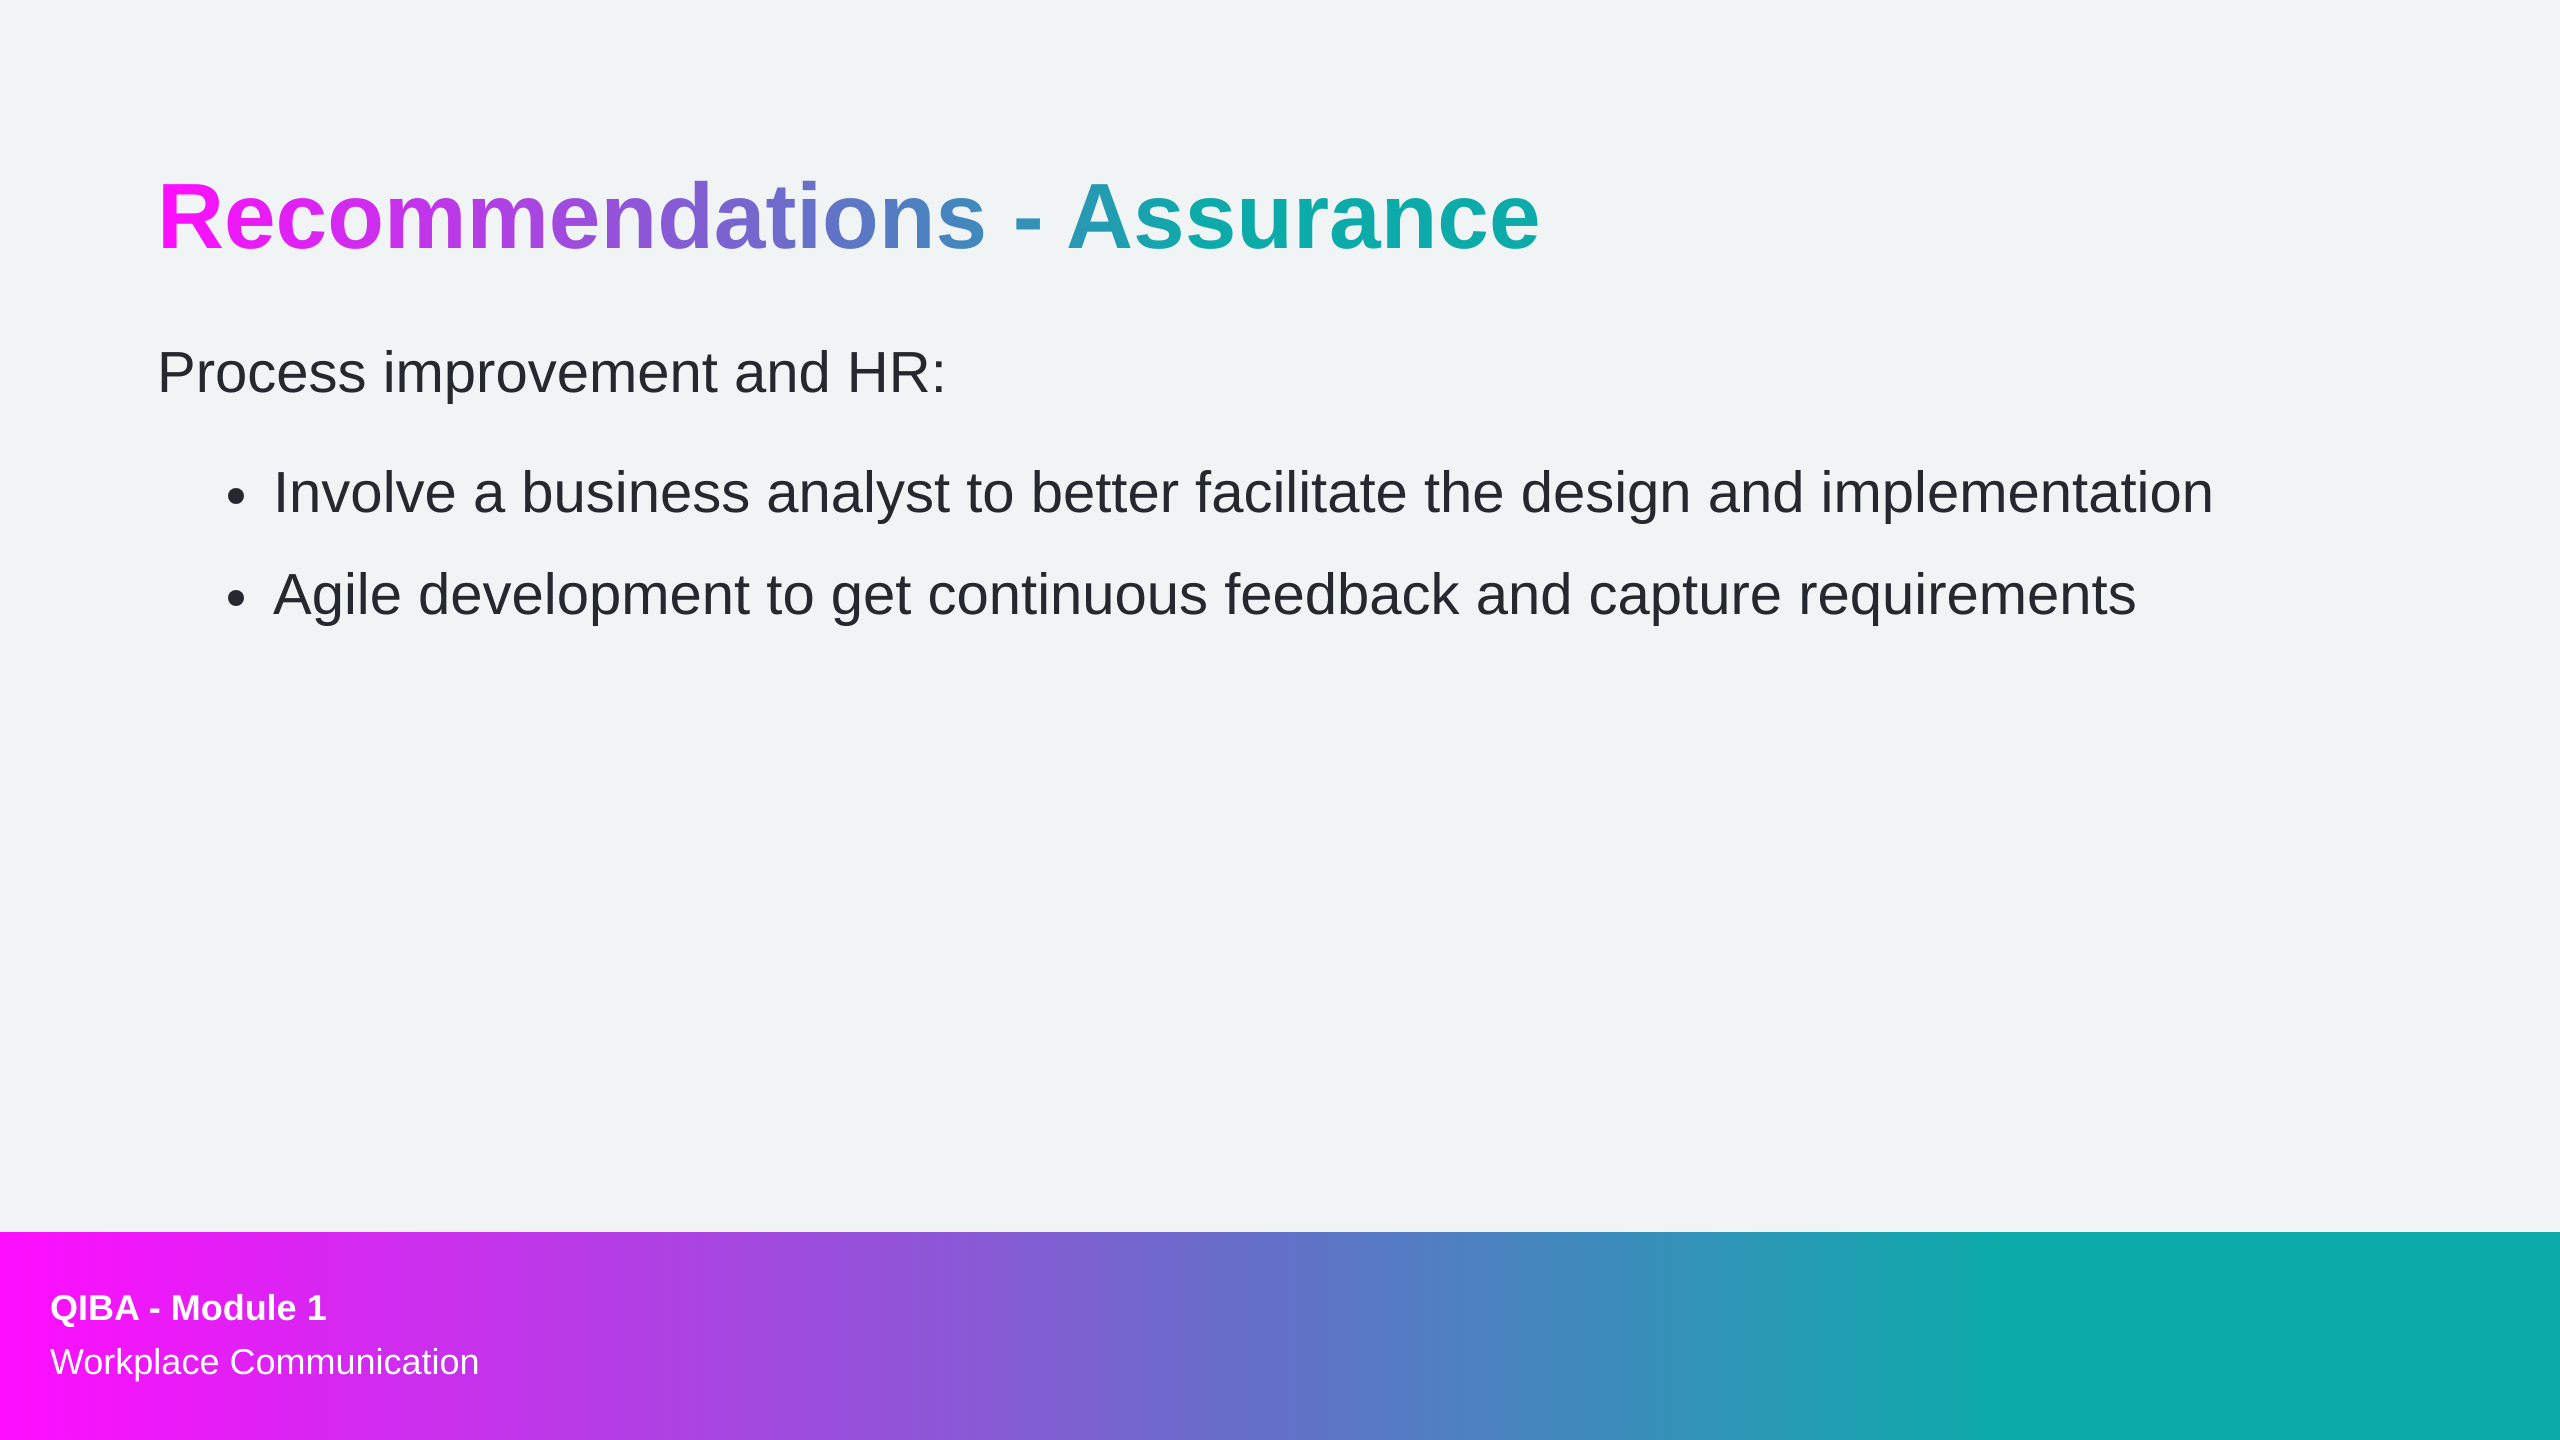 Recommendations - Assurance
Process improvement and HR:
• Involve a business analyst to better facilitate the design and implementation
• Agile development to get continuous feedback and capture requirements
QIBA - Module 1
Workplace Communication